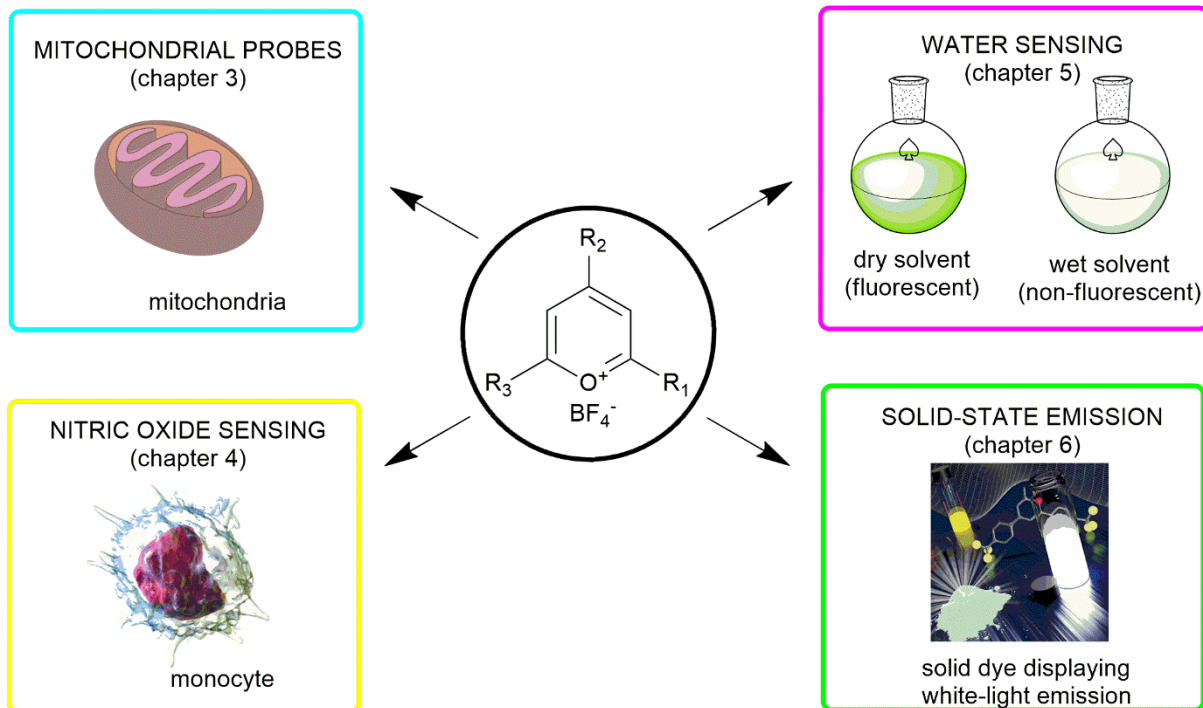 MITOCHONDRIAL PROBES
(chapter 3)
mitochondria
WATER SENSING
(chapter 5)
dry solvent
(fluorescent)
wet solvent
(non-fluorescent)
R2
R3
O+
R1
BF4-
NITRIC OXIDE SENSING
(chapter 4)
monocyte
SOLID-STATE EMISSION
(chapter 6)
solid dye displaying
white-light emission